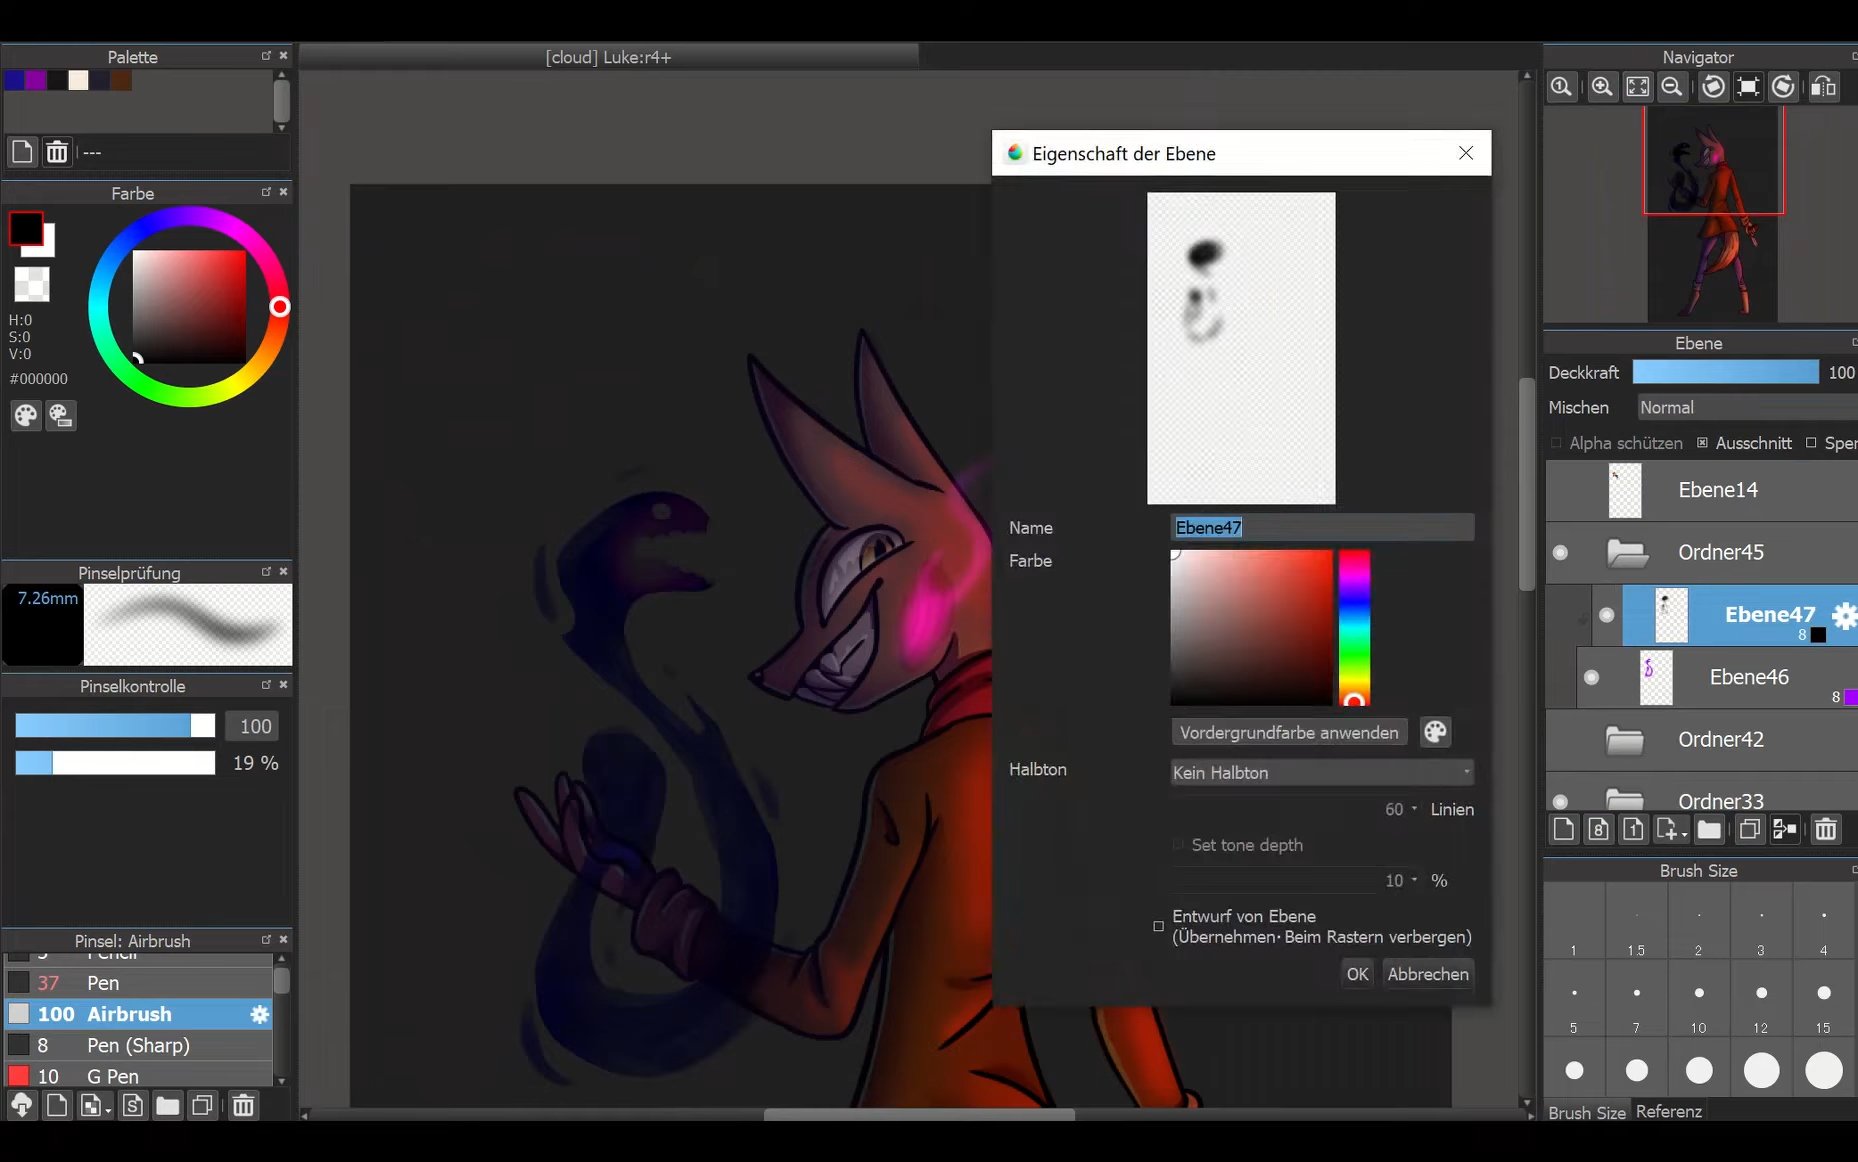 Palette
[cloud] Luke:r4+
Navigator
---
Eigenschaft der Ebene
Farbe
H:0
S:0
V:0
#000000
Ebene
Deckkraft
100
Mischen
Normal
Alpha schützen
Ausschnitt
Sper
Ebene14
Ordner45
Ebene47
8
Ebene46
8
Ordner42
Ordner33
8
1
Name
Ebene47
Farbe
Vordergrundfarbe anwenden
Halbton
Kein Halbton
60
Linien
Set tone depth
10
%
Entwurf von Ebene
(Übernehmen・Beim Rastern verbergen)
OK
Abbrechen
Pinselprüfung
7.26mm
Pinselkontrolle
100
19 %
Pinsel: Airbrush
Pencil
37 Pen
100 Airbrush
8 Pen (Sharp)
10 G Pen
S
Brush Size
1 1.5 2 3 4
5 7 10 12 15
Brush Size Referenz